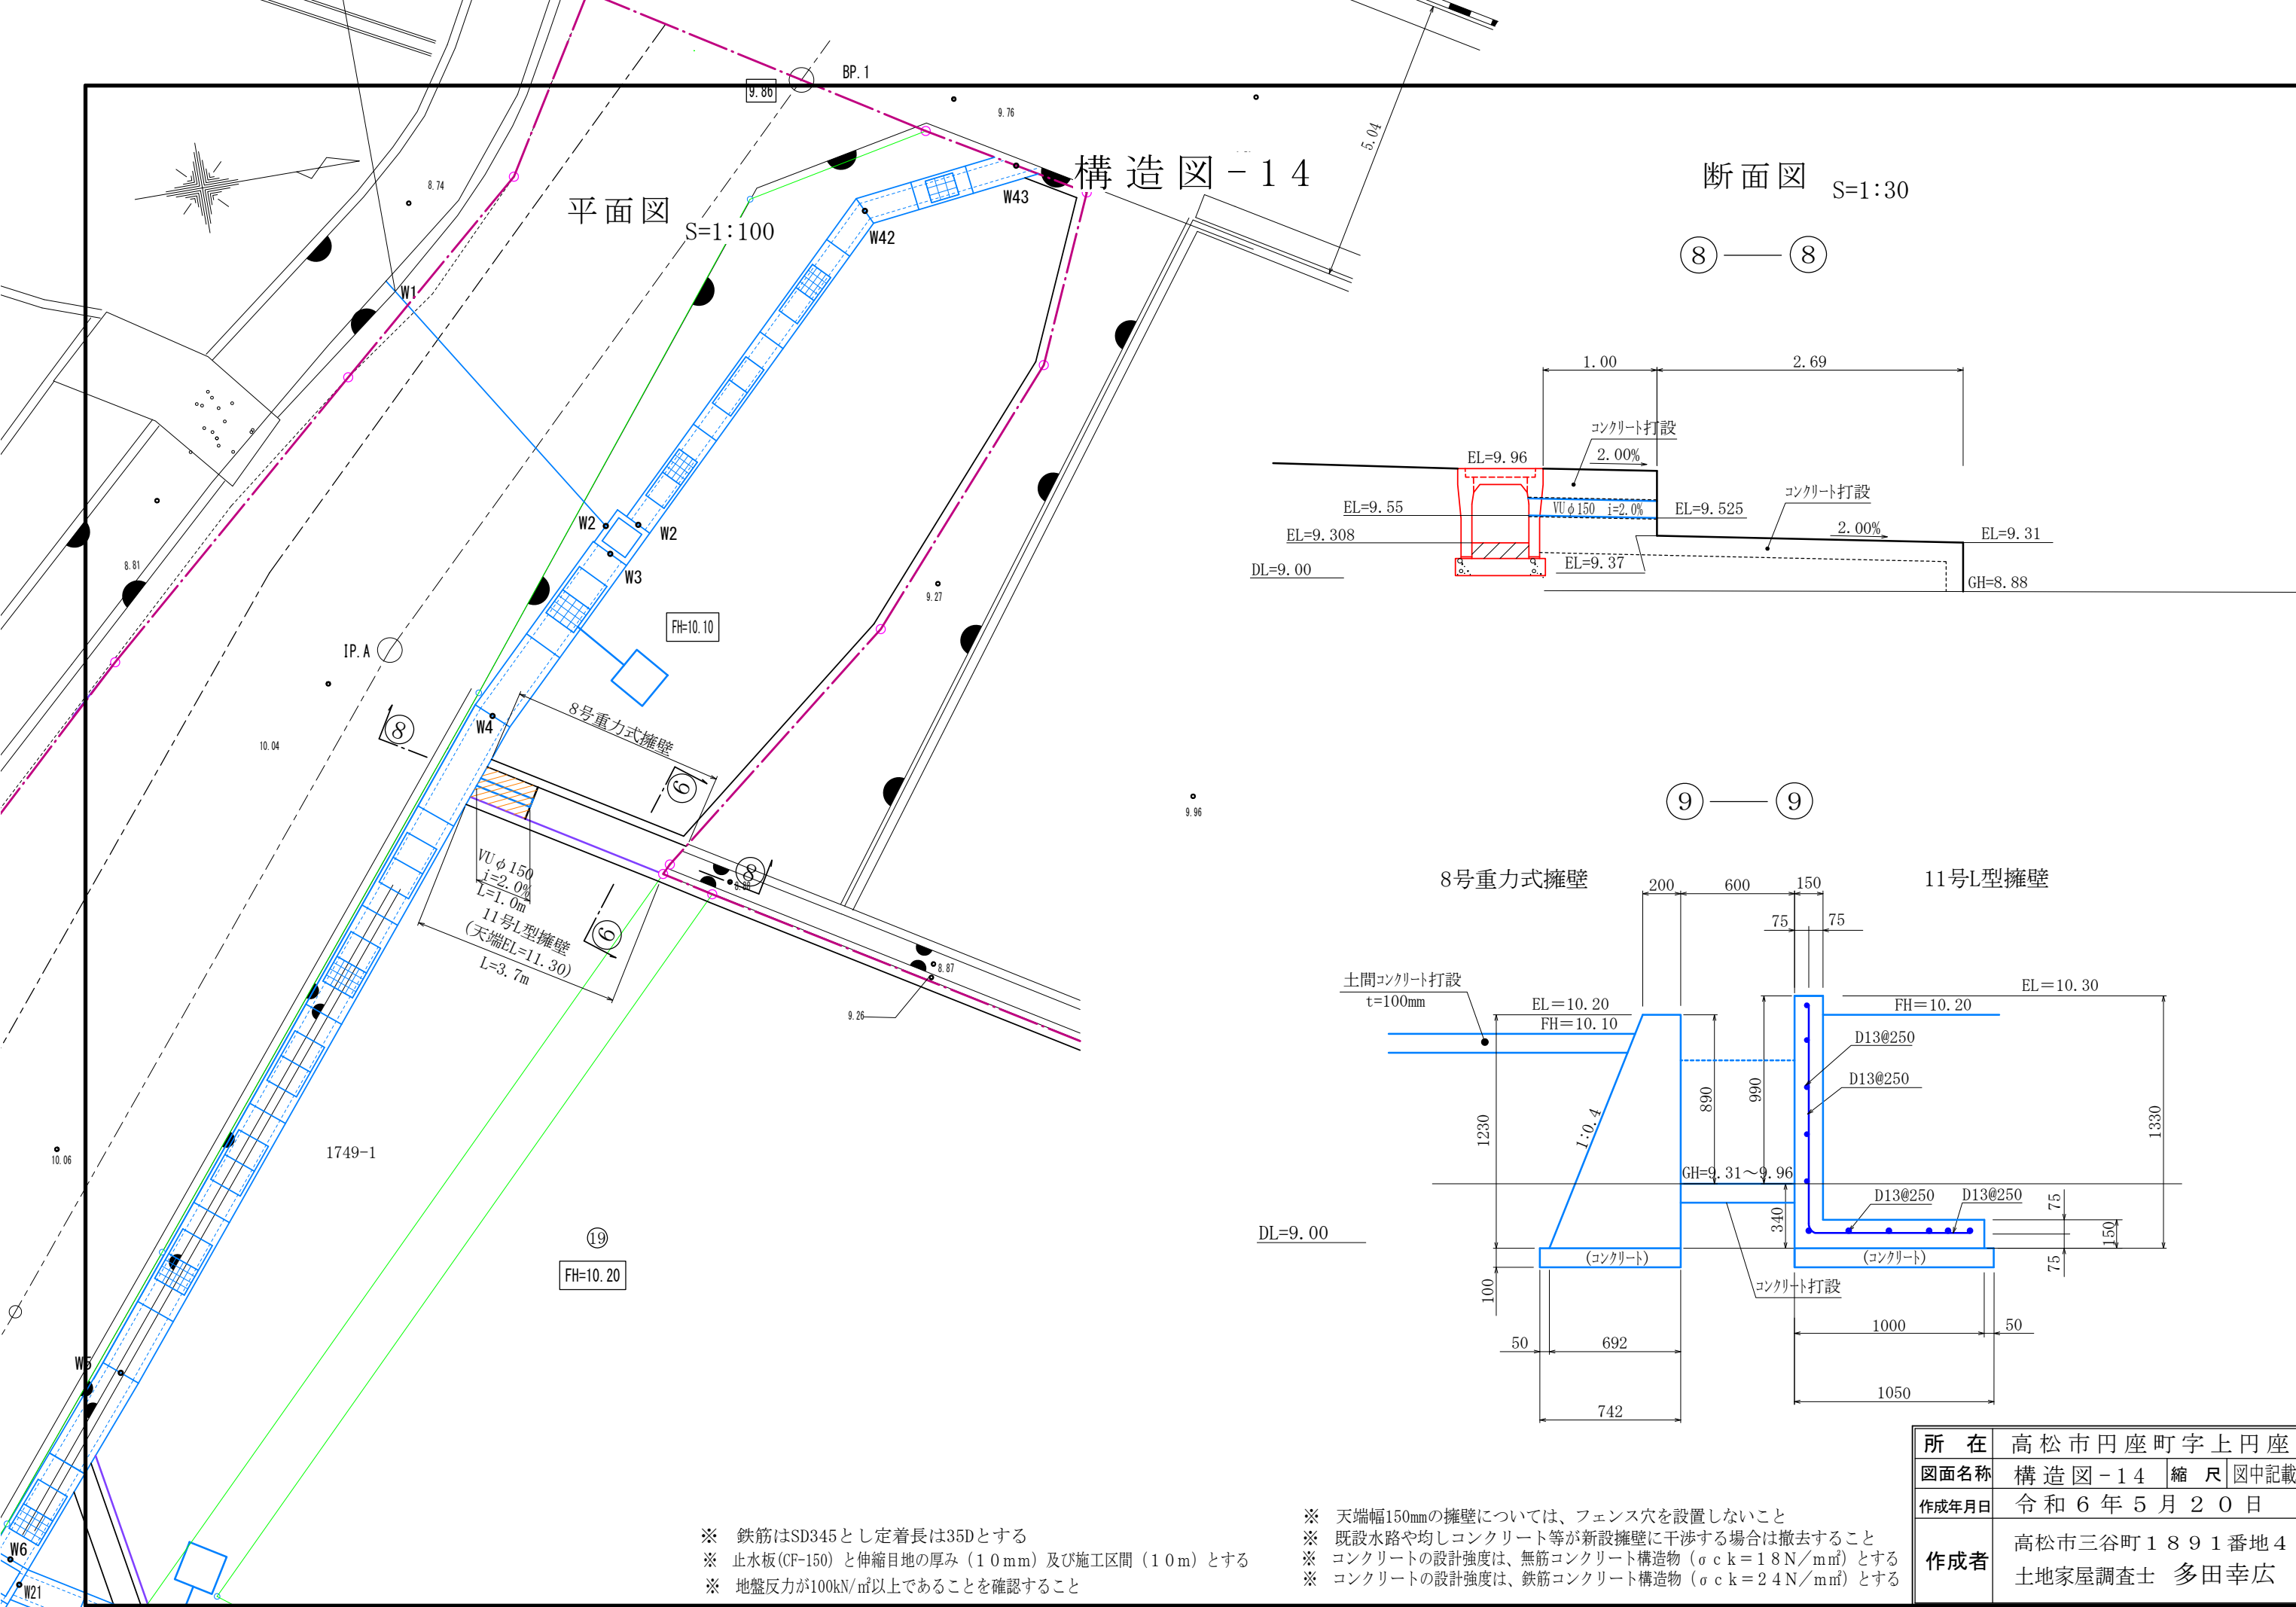 構造図-14
平面図
S=1:100
BP.1
9.86
9.76
5.04
8.74
W43
W42
W1
W2
W2
W3
8.81
FH=10.10
9.27
IP.A
10.04
W4
8号重力式擁壁
8
9
9.96
VUφ150
i=2.0%
L=1.0m
11号L型擁壁
(天端EL=11.30)
L=3.7m
8
9
8.87
9.26
10.06
1749-1
19
FH=10.20
W5
W6
W21
断面図
S=1:30
8
8
1.00
2.69
コンクリート打設
EL=9.96
2.00%
コンクリート打設
EL=9.55
VUφ150 i=2.0%
EL=9.525
EL=9.308
2.00%
EL=9.31
DL=9.00
EL=9.37
GH=8.88
9
9
8号重力式擁壁
11号L型擁壁
200
600
150
75
75
土間コンクリート打設
t=100mm
EL=10.20
FH=10.10
EL=10.30
FH=10.20
D13@250
D13@250
1230
1:0.4
890
990
1330
GH=9.31～9.96
D13@250
D13@250
340
75
150
75
DL=9.00
(コンクリート)
(コンクリート)
コンクリート打設
100
50
692
1000
50
742
1050
※ 鉄筋はSD345とし定着長は35Dとする
※ 止水板(CF-150) と伸縮目地の厚み（１０ｍｍ）及び施工区間（１０ｍ）とする
※ 地盤反力が100kN/㎡以上であることを確認すること
※ 天端幅150mmの擁壁については、フェンス穴を設置しないこと
※ 既設水路や均しコンクリート等が新設擁壁に干渉する場合は撤去すること
※ コンクリートの設計強度は、無筋コンクリート構造物（σｃｋ＝１８Ｎ／ｍ㎡）とする
※ コンクリートの設計強度は、鉄筋コンクリート構造物（σｃｋ＝２４Ｎ／ｍ㎡）とする
所 在 高松市円座町字上円座
図面名称 構造図-14 縮 尺 図中記載
作成年月日 令和６年５月２０日
作成者 高松市三谷町１８９１番地４
土地家屋調査士 多田幸広